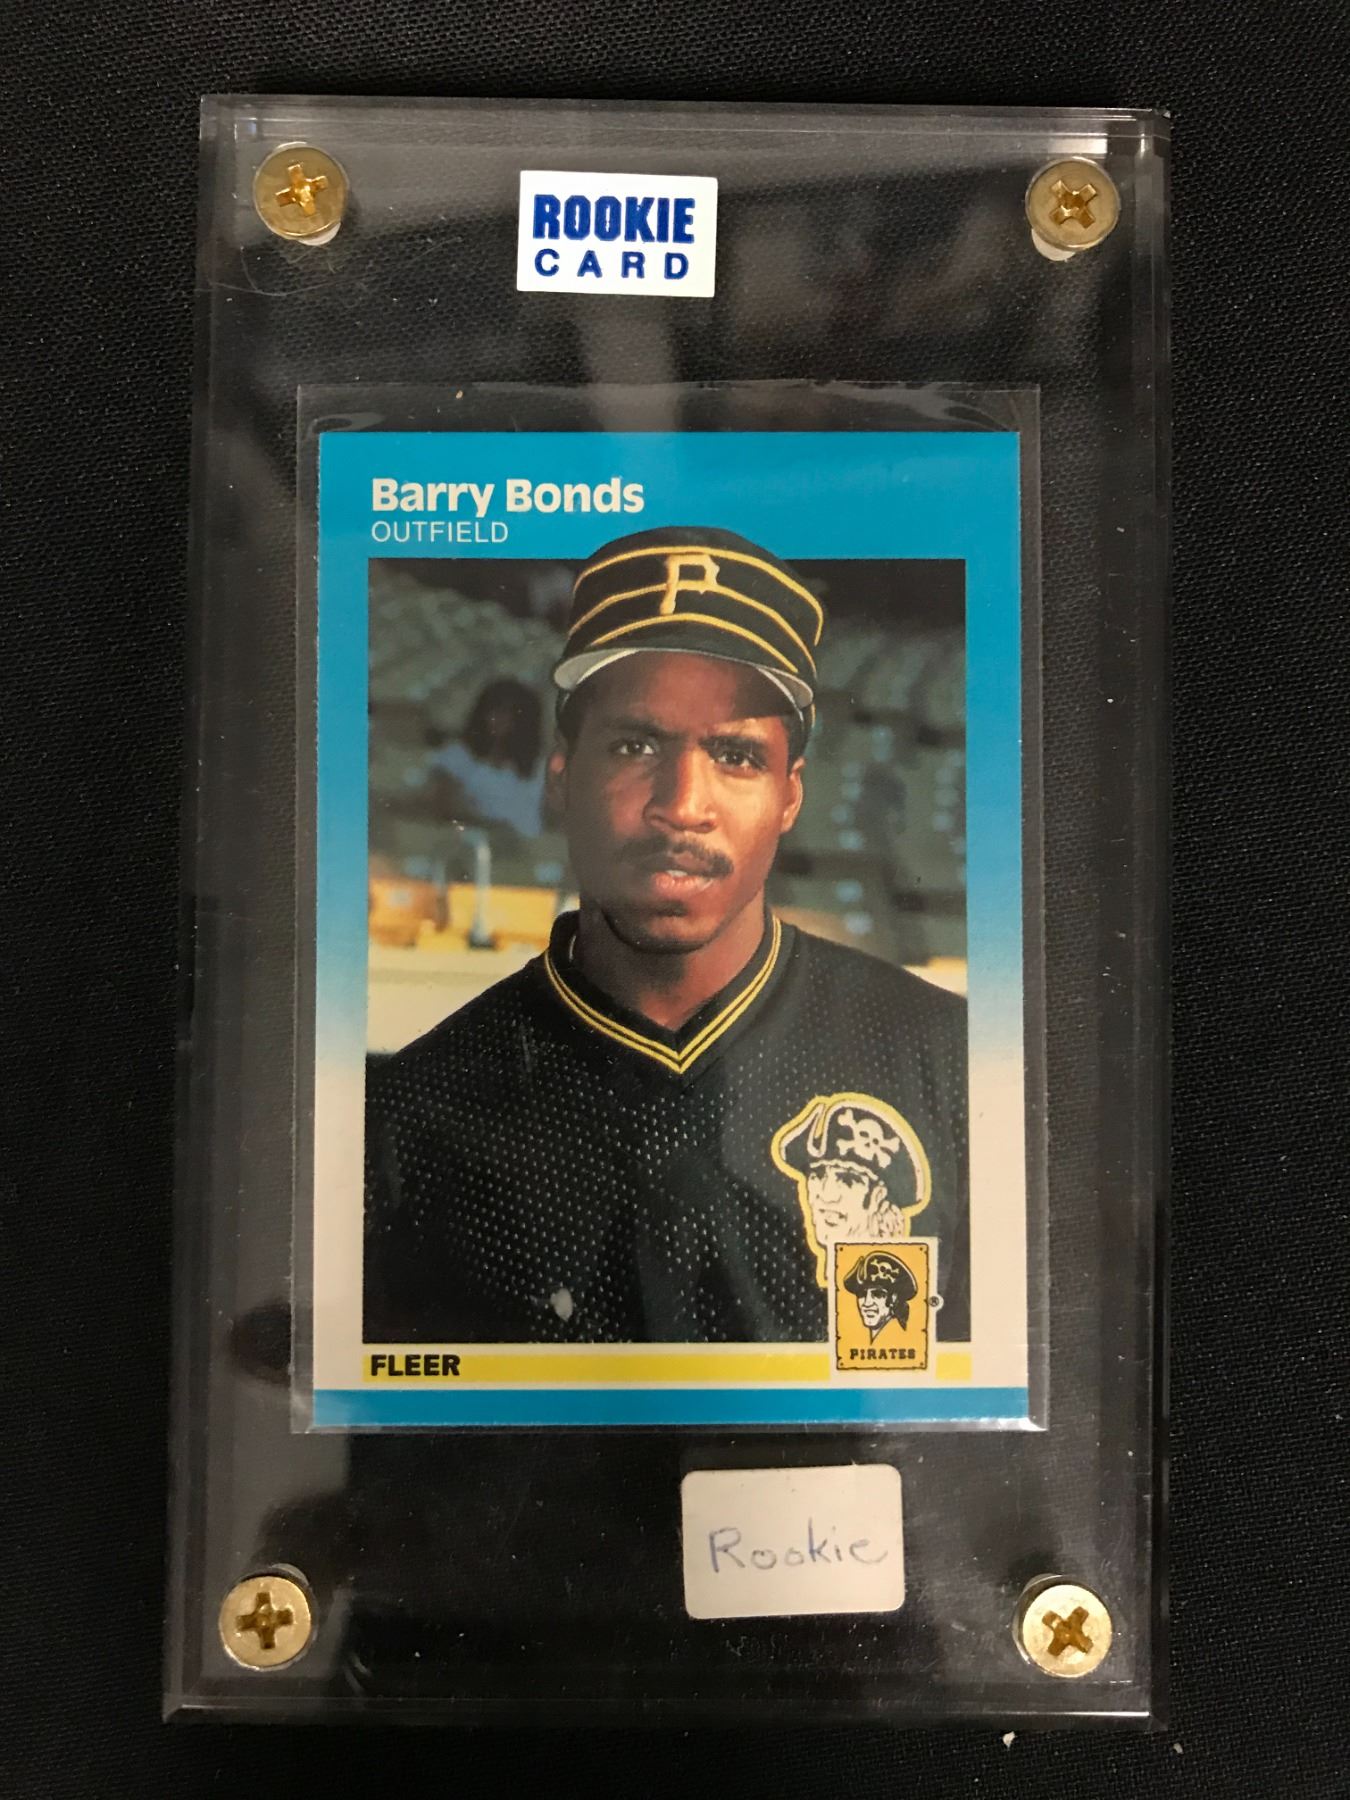 ROOKIE
CARD
Barry Bonds
OUTFIELD
P
PIRATES ®
FLEER
Rookie